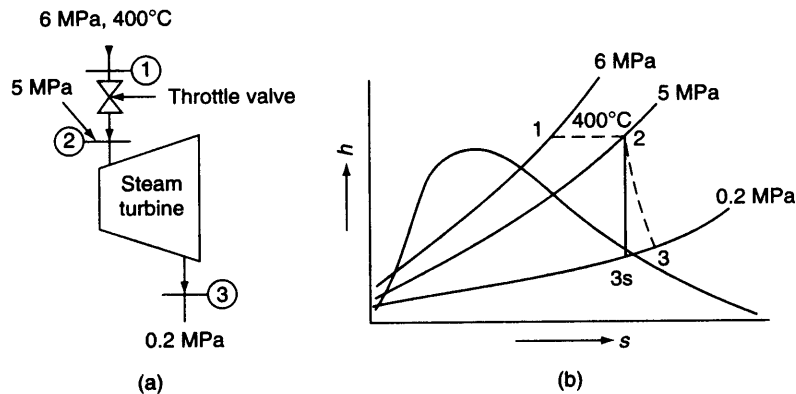 6 MPa, 400°C
1
5 MPa
Throttle valve
2
Steam
turbine
3
0.2 MPa
(a)
6 MPa
5 MPa
400°C
1
2
0.2 MPa
3
3s
h
s
(b)